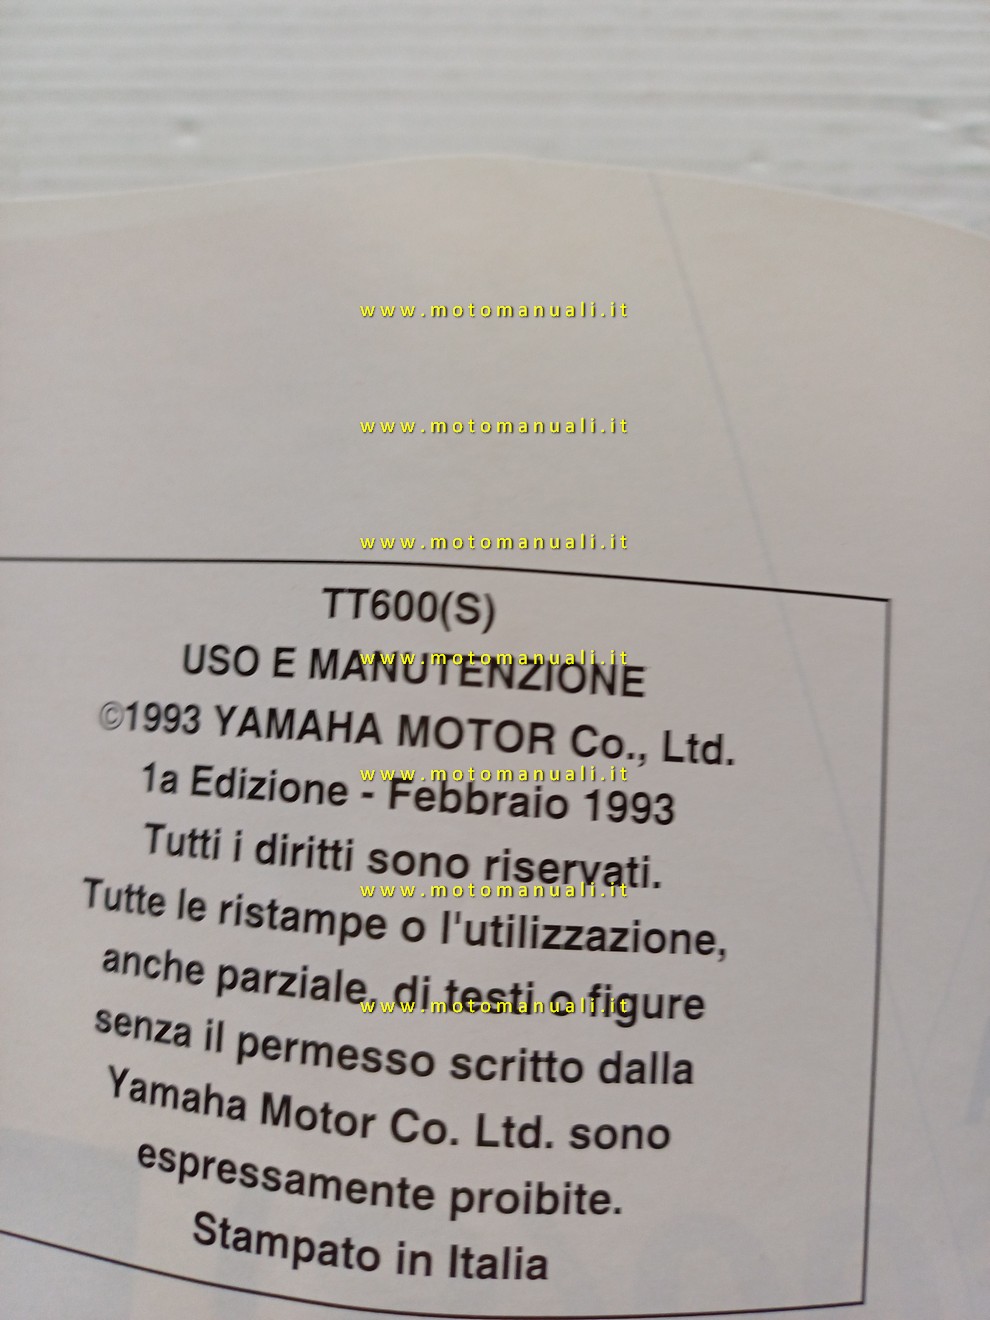 www.motomanuali.it
www.motomanuali.it
www.motomanuali.it
TT600(S)
USO E MANUTENZIONE
www.motomanuali.it
©1993 YAMAHA MOTOR Co., Ltd.
www.motomanuali.it
1a Edizione - Febbraio 1993
Tutti i diritti sono riservati.
www.motomanuali.it
Tutte le ristampe o l'utilizzazione,
anche parziale, di testi o figure
www.motomanuali.it
senza il permesso scritto dalla
Yamaha Motor Co. Ltd. sono
espressamente proibite.
Stampato in Italia